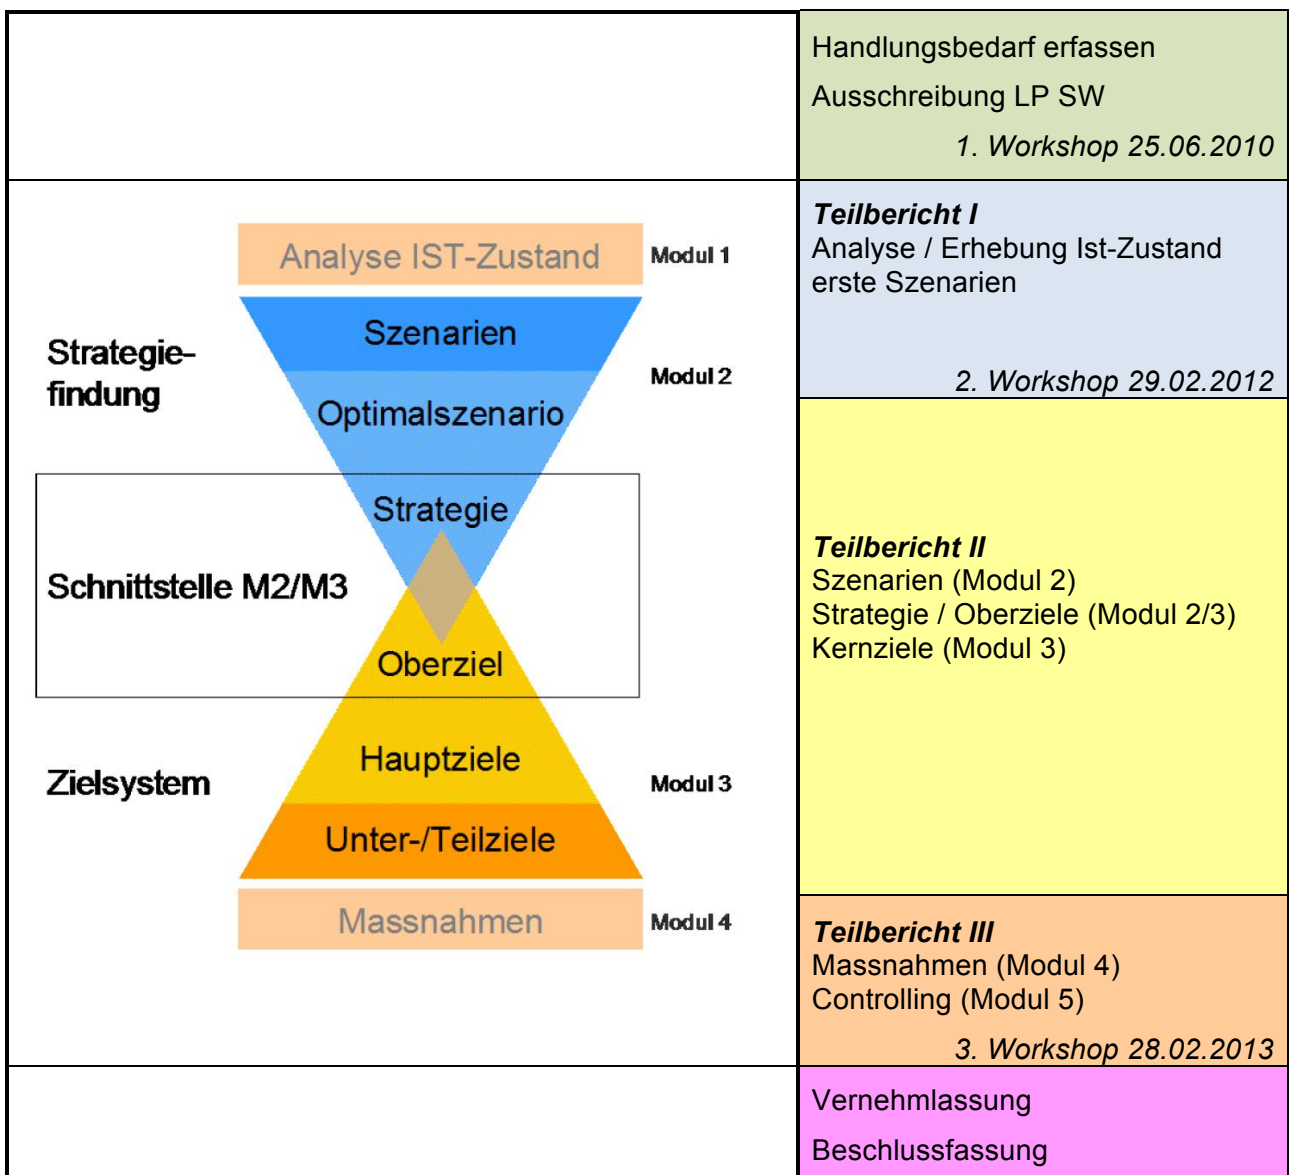 Handlungsbedarf erfassen
Ausschreibung LP SW
1. Workshop 25.06.2010
Analyse IST-Zustand
Modul 1
Szenarien
Strategie-
findung
Modul 2
Optimalszenario
Strategie
Schnittstelle M2/M3
Oberziel
Hauptziele
Zielsystem
Modul 3
Unter-/Teilziele
Massnahmen
Modul 4
Teilbericht I
Analyse / Erhebung Ist-Zustand
erste Szenarien
2. Workshop 29.02.2012
Teilbericht II
Szenarien (Modul 2)
Strategie / Oberziele (Modul 2/3)
Kernziele (Modul 3)
Teilbericht III
Massnahmen (Modul 4)
Controlling (Modul 5)
3. Workshop 28.02.2013
Vernehmlassung
Beschlussfassung